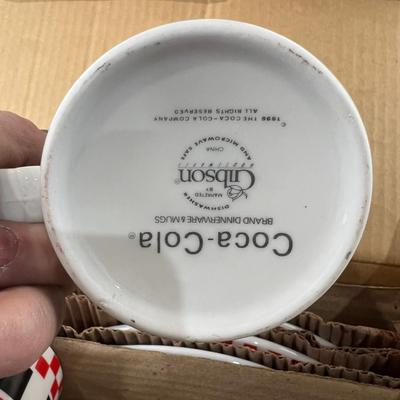 Coca-Cola®
BRAND DINNERWARE & MUGS
DISHWASHER
MARKETED
BY
Gibson
CHINA
AND MICROWAVE SAFE
© 1996 THE COCA-COLA COMPANY
ALL RIGHTS RESERVED